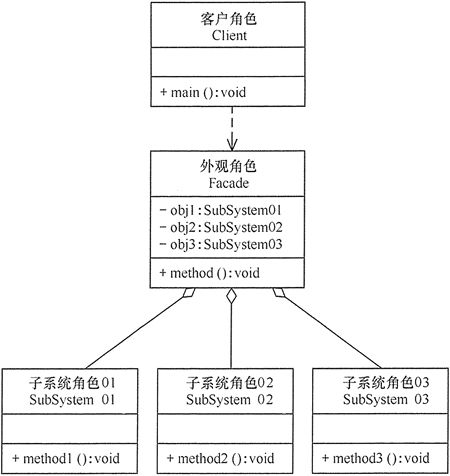 客户角色
Client
+ main ():void
外观角色
Facade
- obj1:SubSystem01
- obj2:SubSystem02
- obj3:SubSystem03
+ method ():void
子系统角色01
SubSystem 01
+ method1 ():void
子系统角色02
SubSystem 02
+ method2 ():void
子系统角色03
SubSystem 03
+ method3 ():void